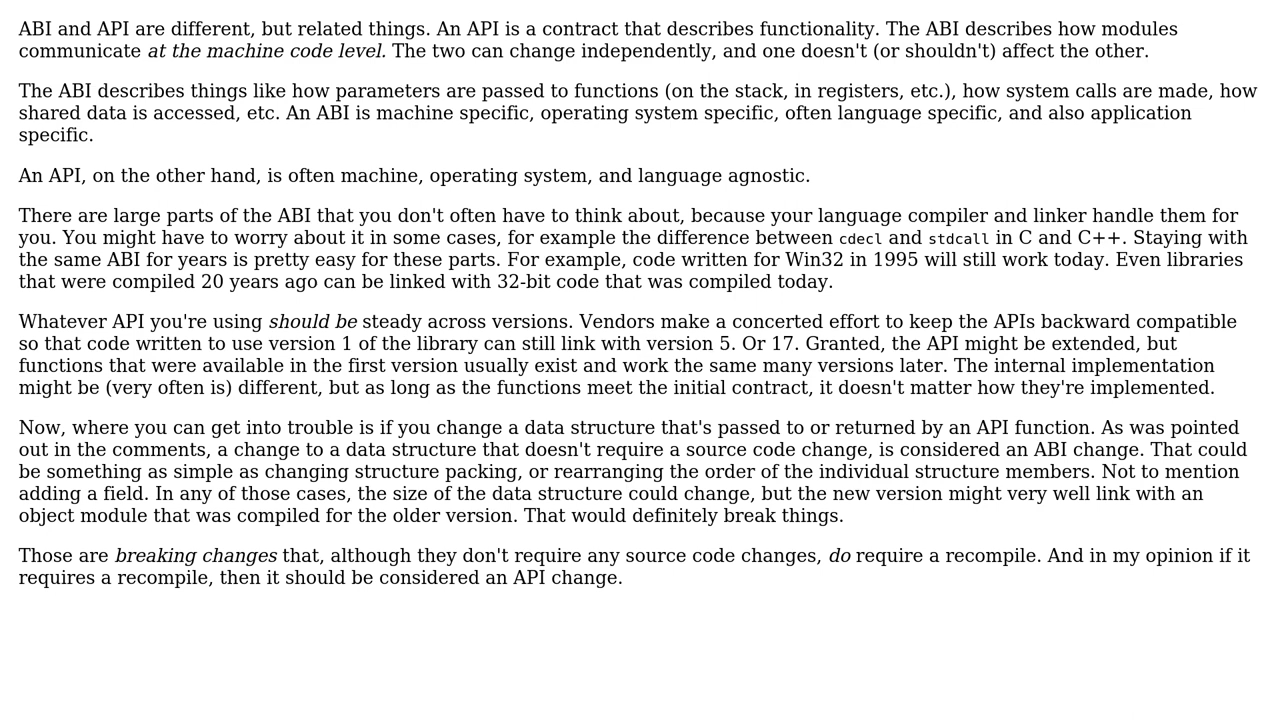 ABI and API are different, but related things. An API is a contract that describes functionality. The ABI describes how modules
communicate at the machine code level. The two can change independently, and one doesn't (or shouldn't) affect the other.
The ABI describes things like how parameters are passed to functions (on the stack, in registers, etc.), how system calls are made, how
shared data is accessed, etc. An ABI is machine specific, operating system specific, often language specific, and also application
specific.
An API, on the other hand, is often machine, operating system, and language agnostic.
There are large parts of the ABI that you don't often have to think about, because your language compiler and linker handle them for
you. You might have to worry about it in some cases, for example the difference between cdecl and stdcall in C and C++. Staying with
the same ABI for years is pretty easy for these parts. For example, code written for Win32 in 1995 will still work today. Even libraries
that were compiled 20 years ago can be linked with 32-bit code that was compiled today.
Whatever API you're using should be steady across versions. Vendors make a concerted effort to keep the APIs backward compatible
so that code written to use version 1 of the library can still link with version 5. Or 17. Granted, the API might be extended, but
functions that were available in the first version usually exist and work the same many versions later. The internal implementation
might be (very often is) different, but as long as the functions meet the initial contract, it doesn't matter how they're implemented.
Now, where you can get into trouble is if you change a data structure that's passed to or returned by an API function. As was pointed
out in the comments, a change to a data structure that doesn't require a source code change, is considered an ABI change. That could
be something as simple as changing structure packing, or rearranging the order of the individual structure members. Not to mention
adding a field. In any of those cases, the size of the data structure could change, but the new version might very well link with an
object module that was compiled for the older version. That would definitely break things.
Those are breaking changes that, although they don't require any source code changes, do require a recompile. And in my opinion if it
requires a recompile, then it should be considered an API change.